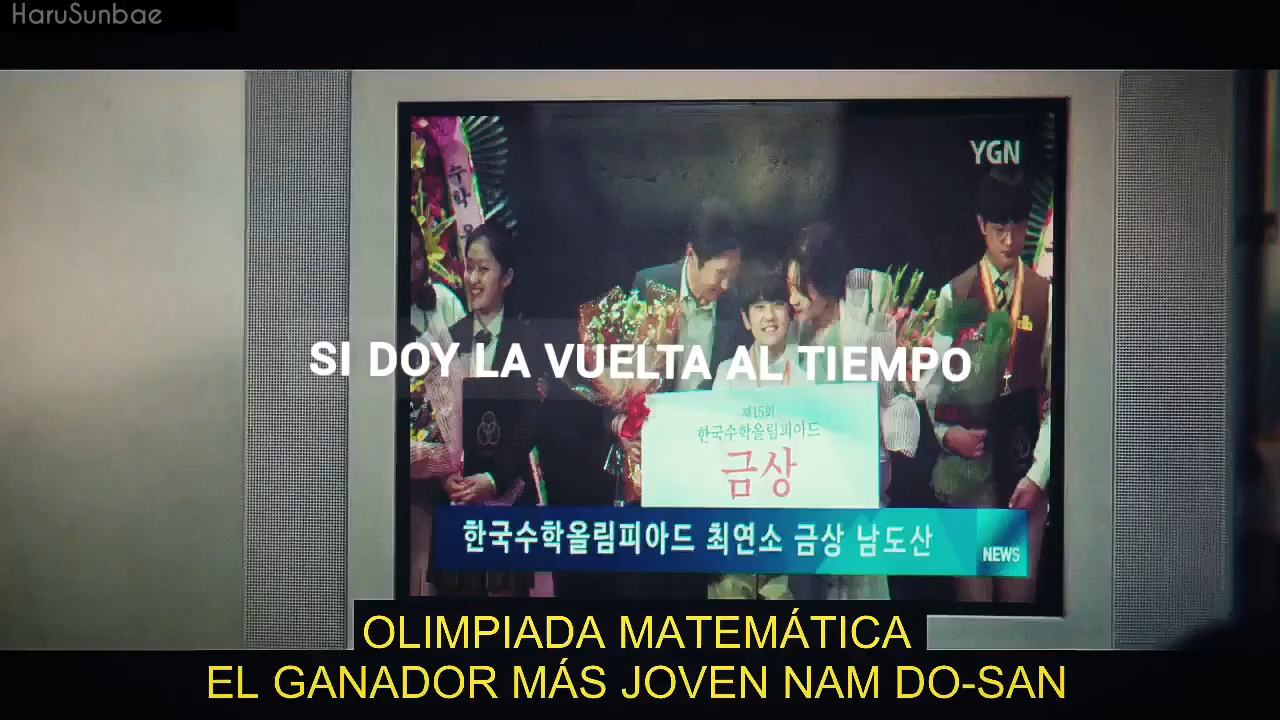 HaruSunbae
YGN
수학
SI DOY LA VUELTA AL TIEMPO
제15회
한국수학올림피아드
금상
한국수학올림피아드 최연소 금상 남도산
NEWS
OLIMPIADA MATEMÁTICA
EL GANADOR MÁS JOVEN NAM DO-SAN